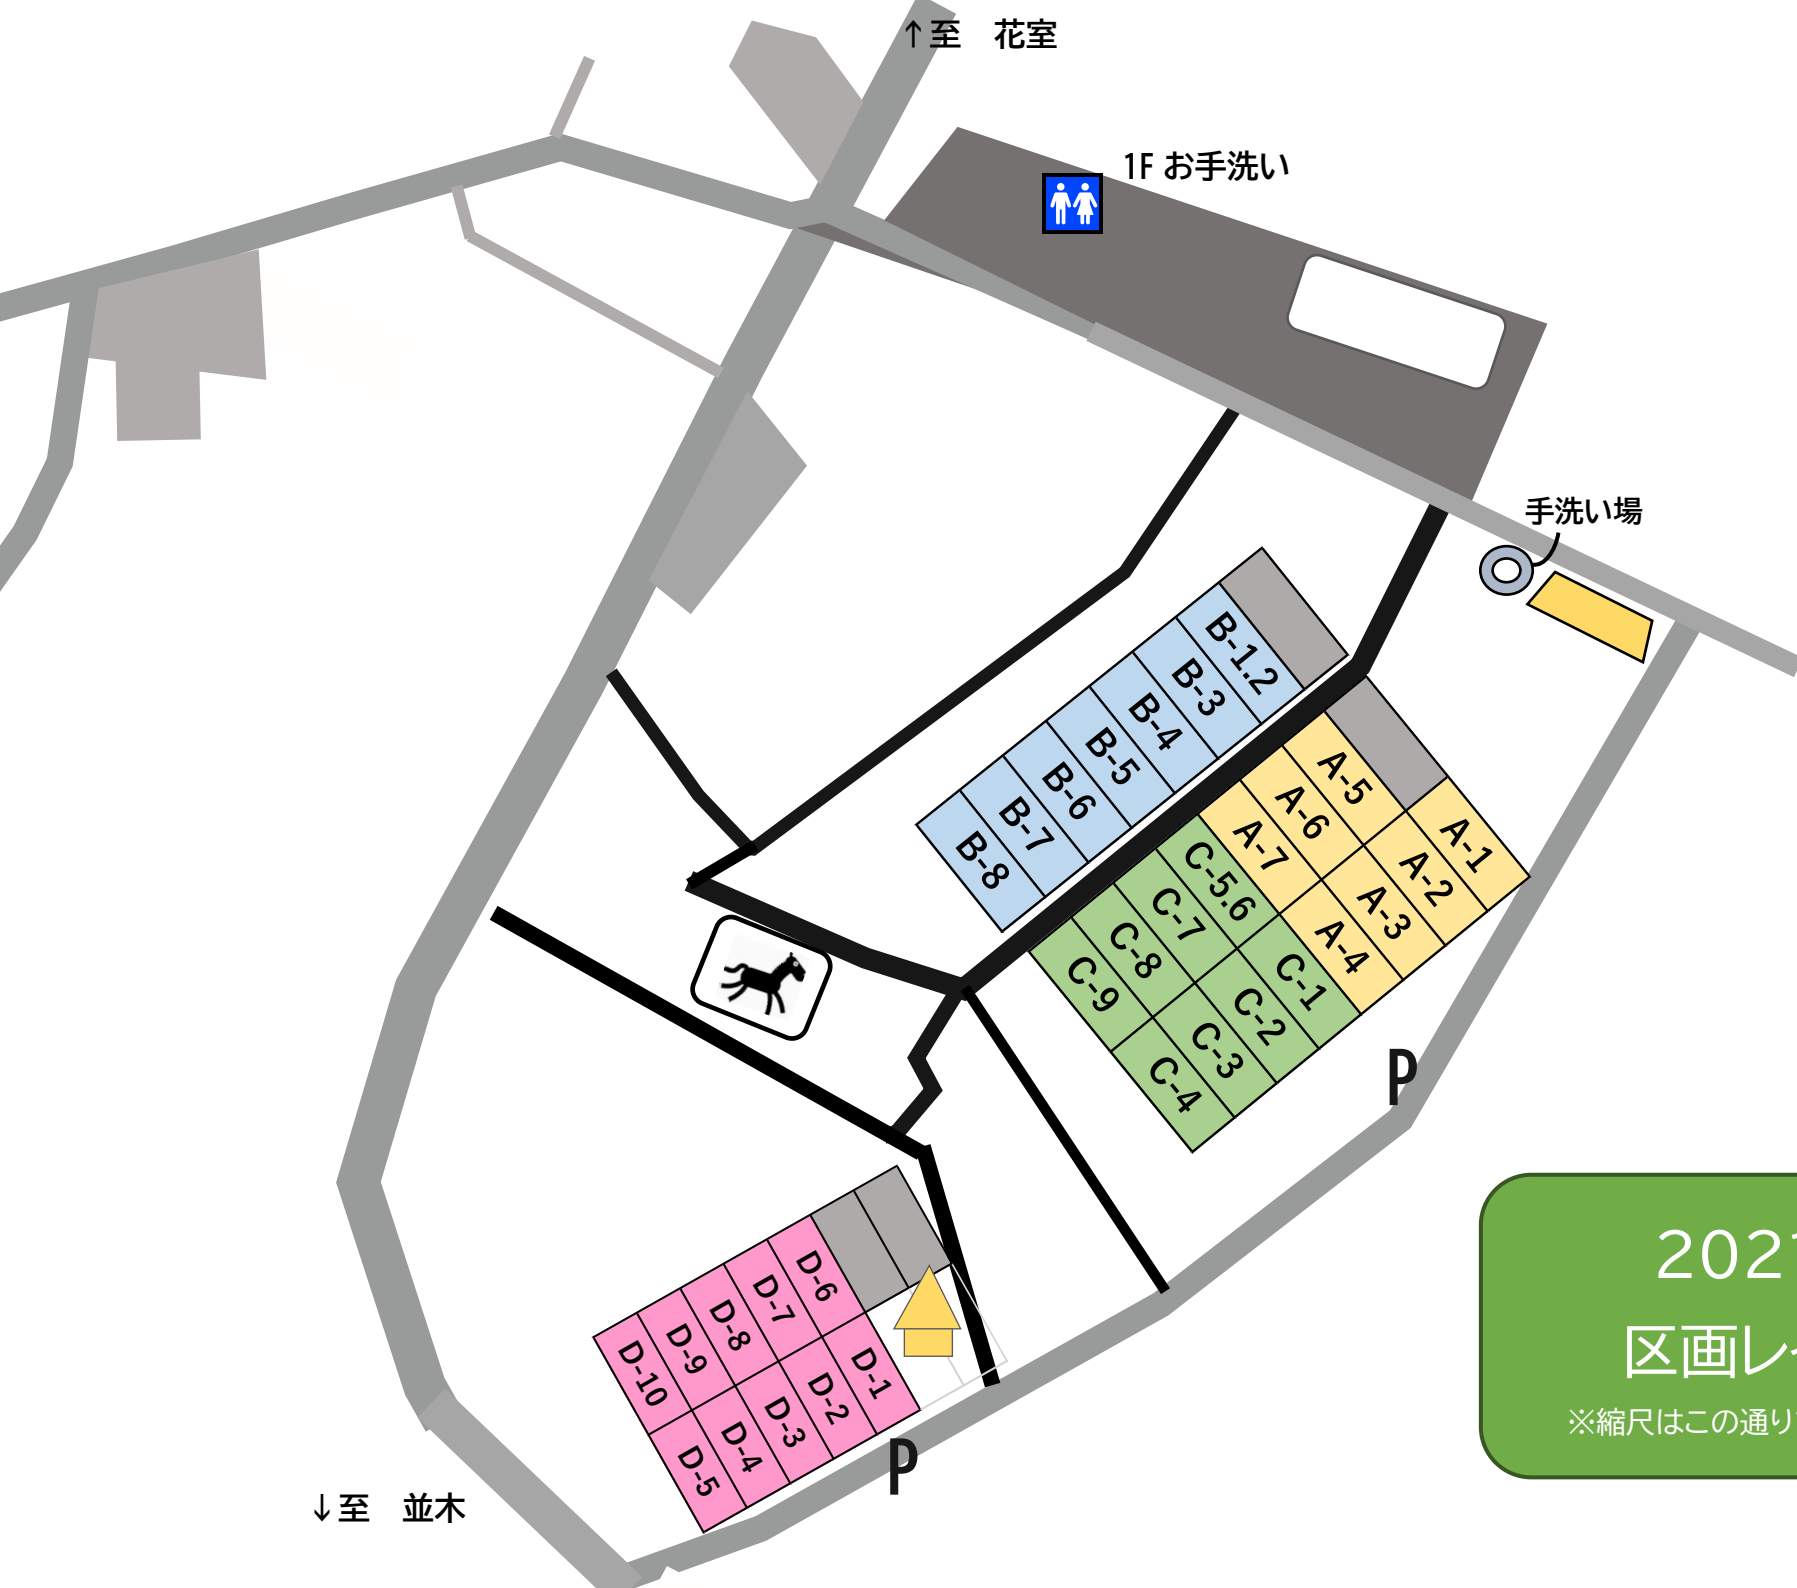 ↑至　花室
1F お手洗い
手洗い場
B-1.2
B-3
B-4
B-5
B-6
B-7
B-8
A-5
A-6
A-7
A-1
A-2
A-3
A-4
C-5.6
C-7
C-8
C-9
C-1
C-2
C-3
C-4
P
D-6
D-7
D-8
D-9
D-10
D-1
D-2
D-3
D-4
D-5
P
↓至　並木
202
区画レ
※縮尺はこの通り